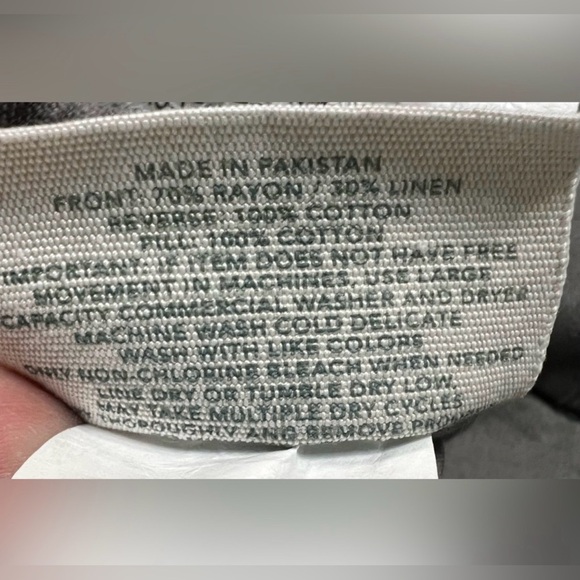 MADE IN PAKISTAN
FRONT: 70% RAYON / 30% LINEN
REVERSE: 100% COTTON
FILL: 100% COTTON
IMPORTANT: IF ITEM DOES NOT HAVE FREE
MOVEMENT IN MACHINES, USE LARGE
CAPACITY COMMERCIAL WASHER AND DRYER
MACHINE WASH COLD DELICATE
WASH WITH LIKE COLORS
ONLY NON-CHLORINE BLEACH WHEN NEEDED
LINE DRY OR TUMBLE DRY LOW
MAY TAKE MULTIPLE DRY CYCLES
REMOVE